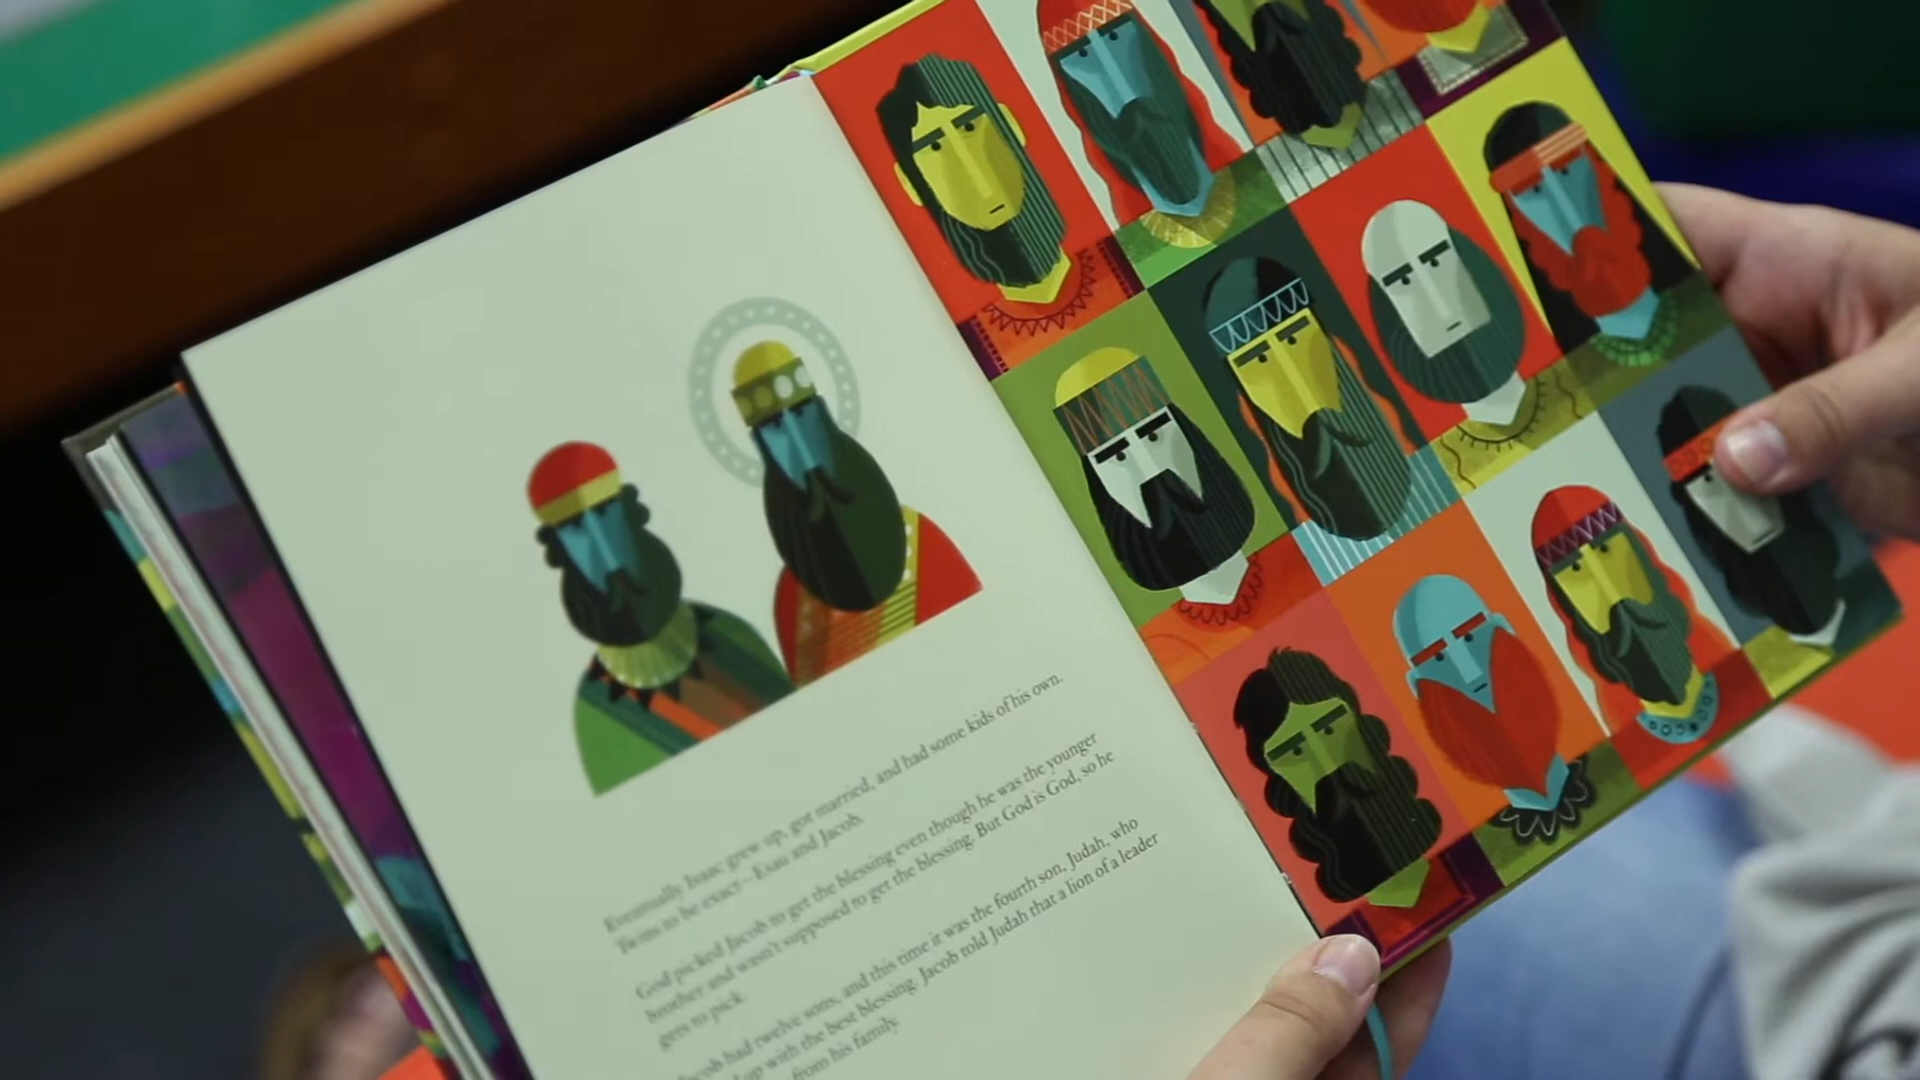 Eventually Isaac grew up, got married, and had some kids of his own.
Twins to be exact – Esau and Jacob.
God picked Jacob to get the blessing even though he was the younger
brother and wasn't supposed to get the blessing. But God is God, so he
gets to pick.
Jacob had twelve sons, and this time it was the fourth son, Judah, who
up with the best blessing. Jacob told Judah that a lion of a leader
from his family.